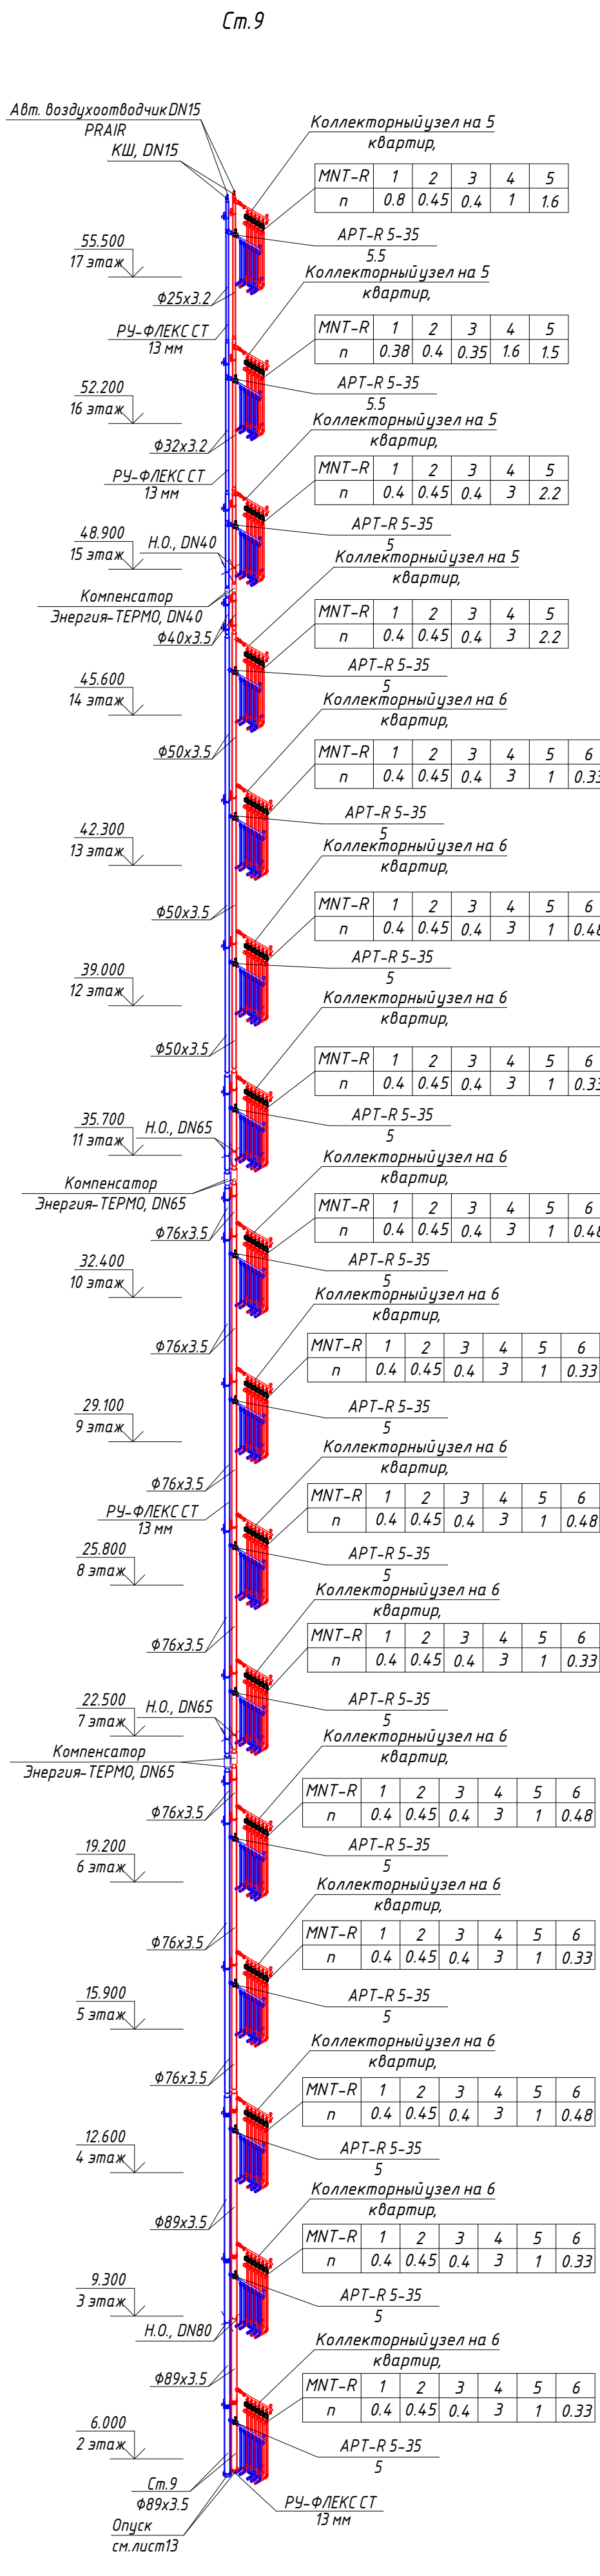 Ст.9
Авт. воздухоотводчик DN15
PRAIR
КШ, DN15
Коллекторный узел на 5
квартир,
MNT-R 1 2 3 4 5
n 0.8 0.45 0.4 1 1.6
APT-R 5-35
5.5
55.500
17 этаж
Ф25х3.2
Коллекторный узел на 5
квартир,
РУ-ФЛЕКС СТ
13 мм
MNT-R 1 2 3 4 5
n 0.38 0.4 0.35 1.6 1.5
APT-R 5-35
5.5
52.200
16 этаж
Ф32х3.2
Коллекторный узел на 5
квартир,
РУ-ФЛЕКС СТ
13 мм
MNT-R 1 2 3 4 5
n 0.4 0.45 0.4 3 2.2
APT-R 5-35
5
48.900
15 этаж
Н.О., DN40
Коллекторный узел на 5
квартир,
Компенсатор
Энергия-ТЕРМО, DN40
Ф40х3.5
MNT-R 1 2 3 4 5
n 0.4 0.45 0.4 3 2.2
APT-R 5-35
5
45.600
14 этаж
Коллекторный узел на 6
квартир,
Ф50х3.5
MNT-R 1 2 3 4 5 6
n 0.4 0.45 0.4 3 1
APT-R 5-35
5
42.300
13 этаж
Коллекторный узел на 6
квартир,
Ф50х3.5
MNT-R 1 2 3 4 5 6
n 0.4 0.45 0.4 3 1
APT-R 5-35
5
39.000
12 этаж
Коллекторный узел на 6
квартир,
Ф50х3.5
MNT-R 1 2 3 4 5 6
n 0.4 0.45 0.4 3 1
APT-R 5-35
5
35.700
11 этаж
Н.О., DN65
Коллекторный узел на 6
квартир,
Компенсатор
Энергия-ТЕРМО, DN65
Ф76х3.5
MNT-R 1 2 3 4 5 6
n 0.4 0.45 0.4 3 1
APT-R 5-35
5
32.400
10 этаж
Коллекторный узел на 6
квартир,
Ф76х3.5
MNT-R 1 2 3 4 5 6
n 0.4 0.45 0.4 3 1 0.33
APT-R 5-35
5
29.100
9 этаж
Коллекторный узел на 6
квартир,
Ф76х3.5
РУ-ФЛЕКС СТ
13 мм
MNT-R 1 2 3 4 5 6
n 0.4 0.45 0.4 3 1 0.48
APT-R 5-35
5
25.800
8 этаж
Коллекторный узел на 6
квартир,
Ф76х3.5
MNT-R 1 2 3 4 5 6
n 0.4 0.45 0.4 3 1 0.33
APT-R 5-35
5
22.500
7 этаж
Н.О., DN65
Коллекторный узел на 6
квартир,
Компенсатор
Энергия-ТЕРМО, DN65
Ф76х3.5
MNT-R 1 2 3 4 5 6
n 0.4 0.45 0.4 3 1 0.48
APT-R 5-35
5
19.200
6 этаж
Коллекторный узел на 6
квартир,
Ф76х3.5
MNT-R 1 2 3 4 5 6
n 0.4 0.45 0.4 3 1 0.33
APT-R 5-35
5
15.900
5 этаж
Коллекторный узел на 6
квартир,
Ф76х3.5
MNT-R 1 2 3 4 5 6
n 0.4 0.45 0.4 3 1 0.48
APT-R 5-35
5
12.600
4 этаж
Коллекторный узел на 6
квартир,
Ф89х3.5
MNT-R 1 2 3 4 5 6
n 0.4 0.45 0.4 3 1 0.33
APT-R 5-35
5
9.300
3 этаж
Н.О., DN80
Коллекторный узел на 6
квартир,
Ф89х3.5
MNT-R 1 2 3 4 5 6
n 0.4 0.45 0.4 3 1 0.33
APT-R 5-35
5
6.000
2 этаж
Ст.9
Ф89х3.5
РУ-ФЛЕКС СТ
13 мм
Опуск
см.лист13